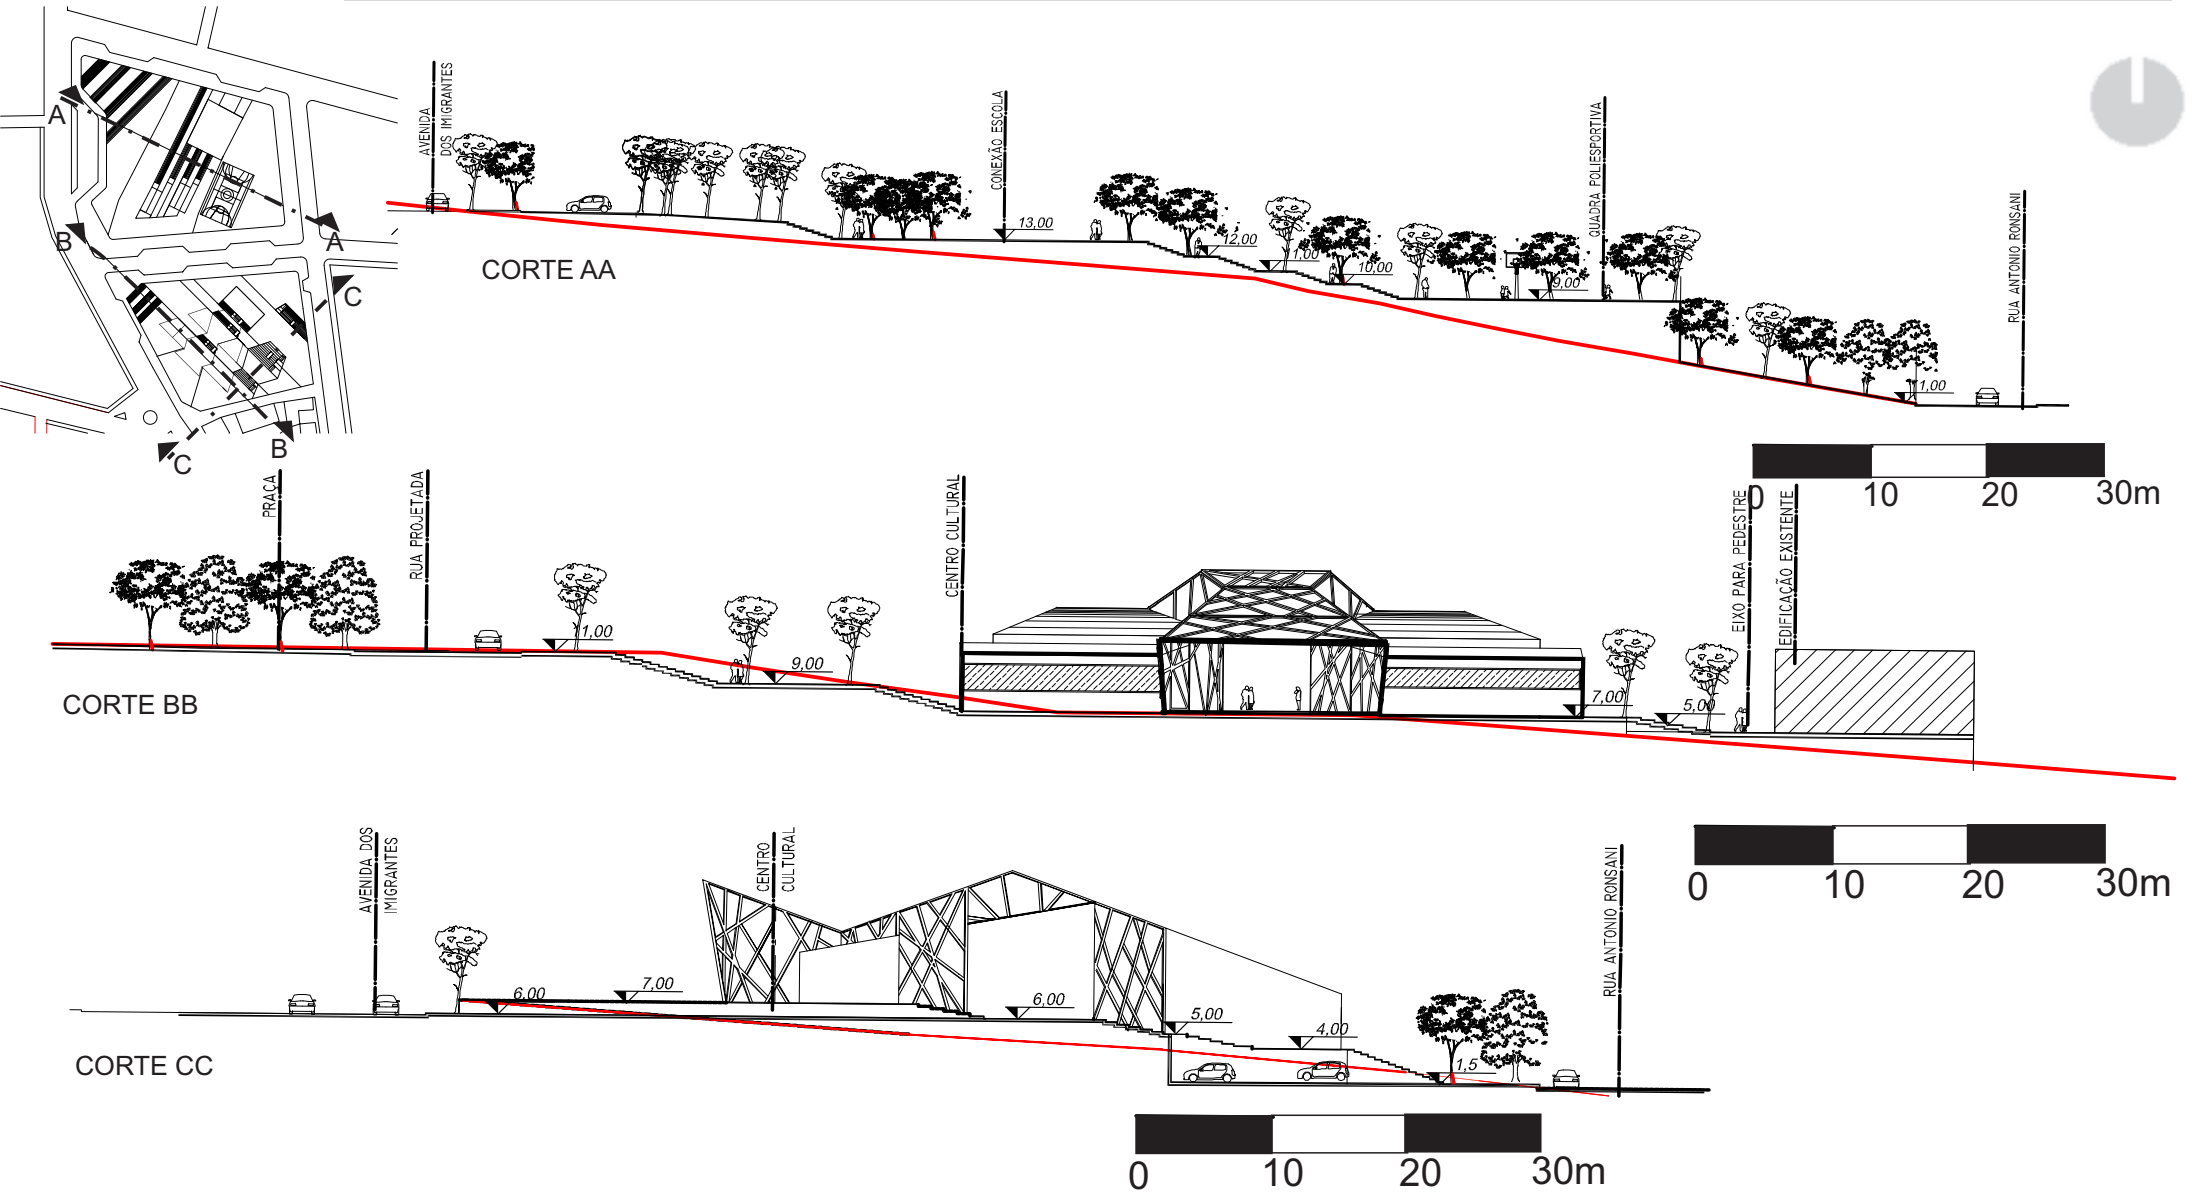 A
A
B
C
B
C
AVENIDA
DOS IMIGRANTES
CONEXÃO ESCOLA
QUADRA POLIESPORTIVA
RUA ANTONIO RONSANI
13,00
12,00
1,00
10,00
9,00
1,00
CORTE AA
0 10 20 30m
PRAÇA
RUA PROJETADA
CENTRO CULTURAL
EIXO PARA PEDESTRE
EDIFICAÇÃO EXISTENTE
11,00
9,00
7,00
5,00
CORTE BB
0 10 20 30m
AVENIDA DOS
IMIGRANTES
CENTRO
CULTURAL
RUA ANTONIO RONSANI
6,00
7,00
6,00
5,00
4,00
1,5
CORTE CC
0 10 20 30m